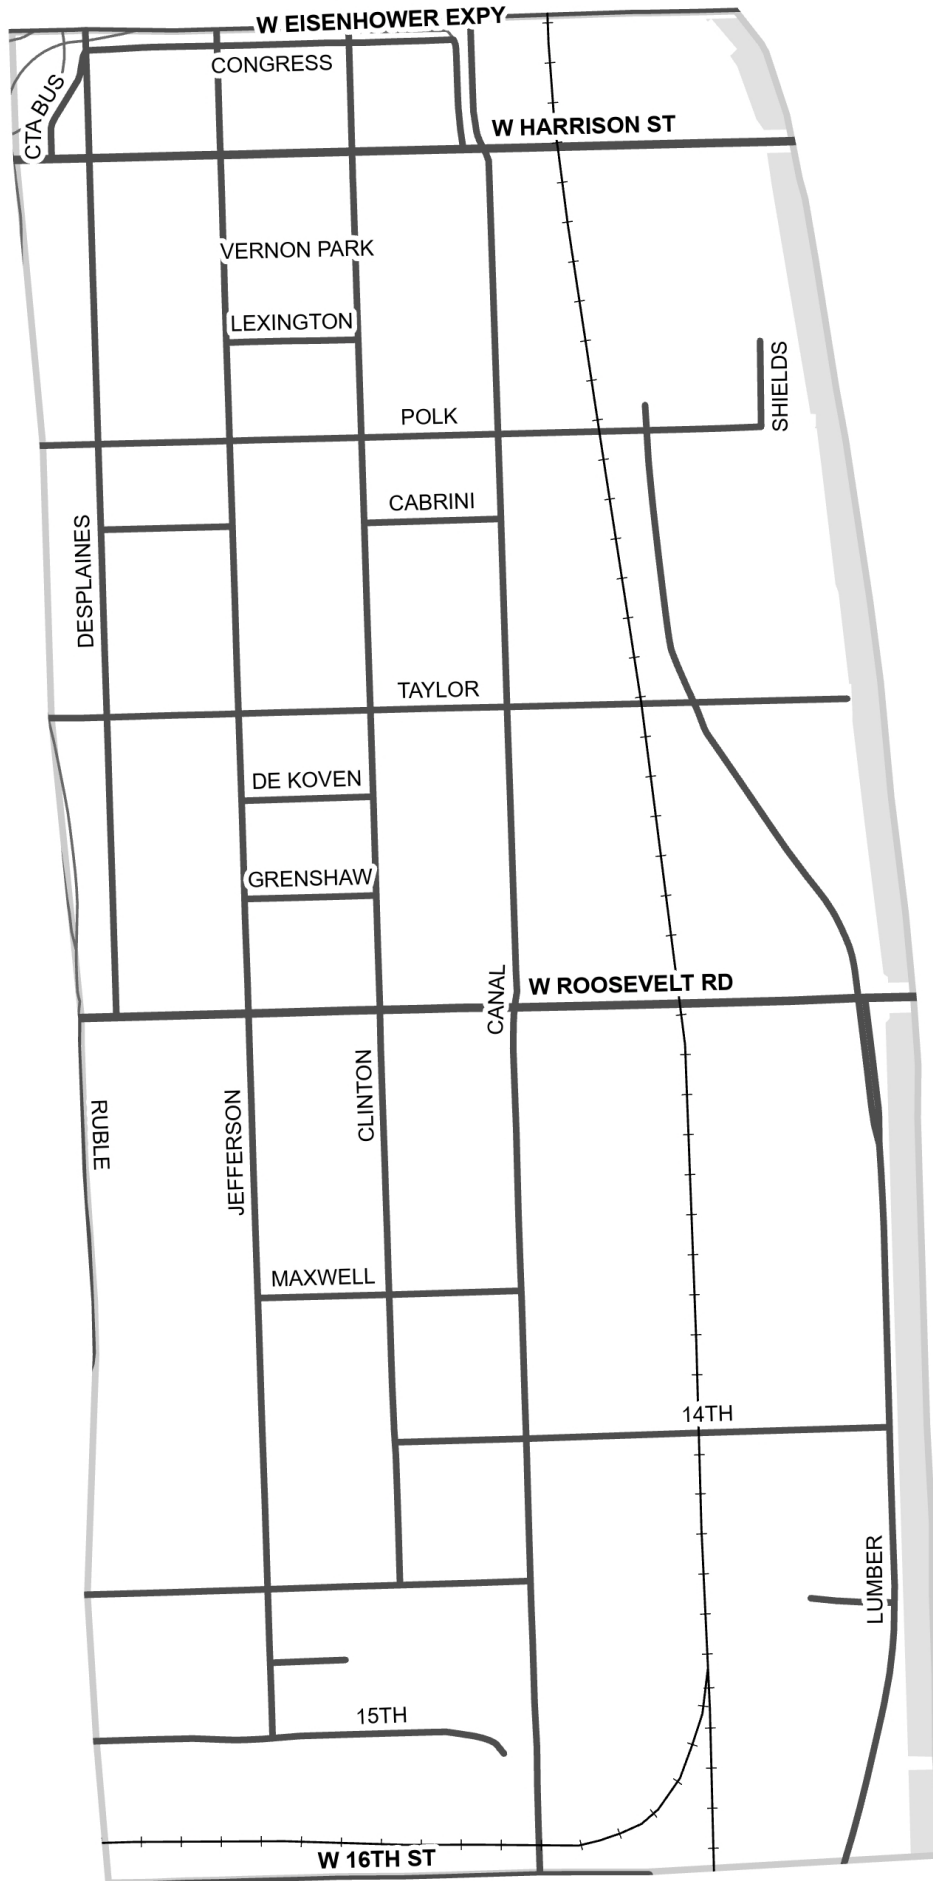 W EISENHOWER EXPY
CONGRESS
CTA BUS
W HARRISON ST
VERNON PARK
LEXINGTON
SHIELDS
POLK
CABRINI
DESPLAINES
TAYLOR
DE KOVEN
GRENSHAW
CANAL
W ROOSEVELT RD
RUBLE
JEFFERSON
CLINTON
MAXWELL
14TH
LUMBER
15TH
W 16TH ST